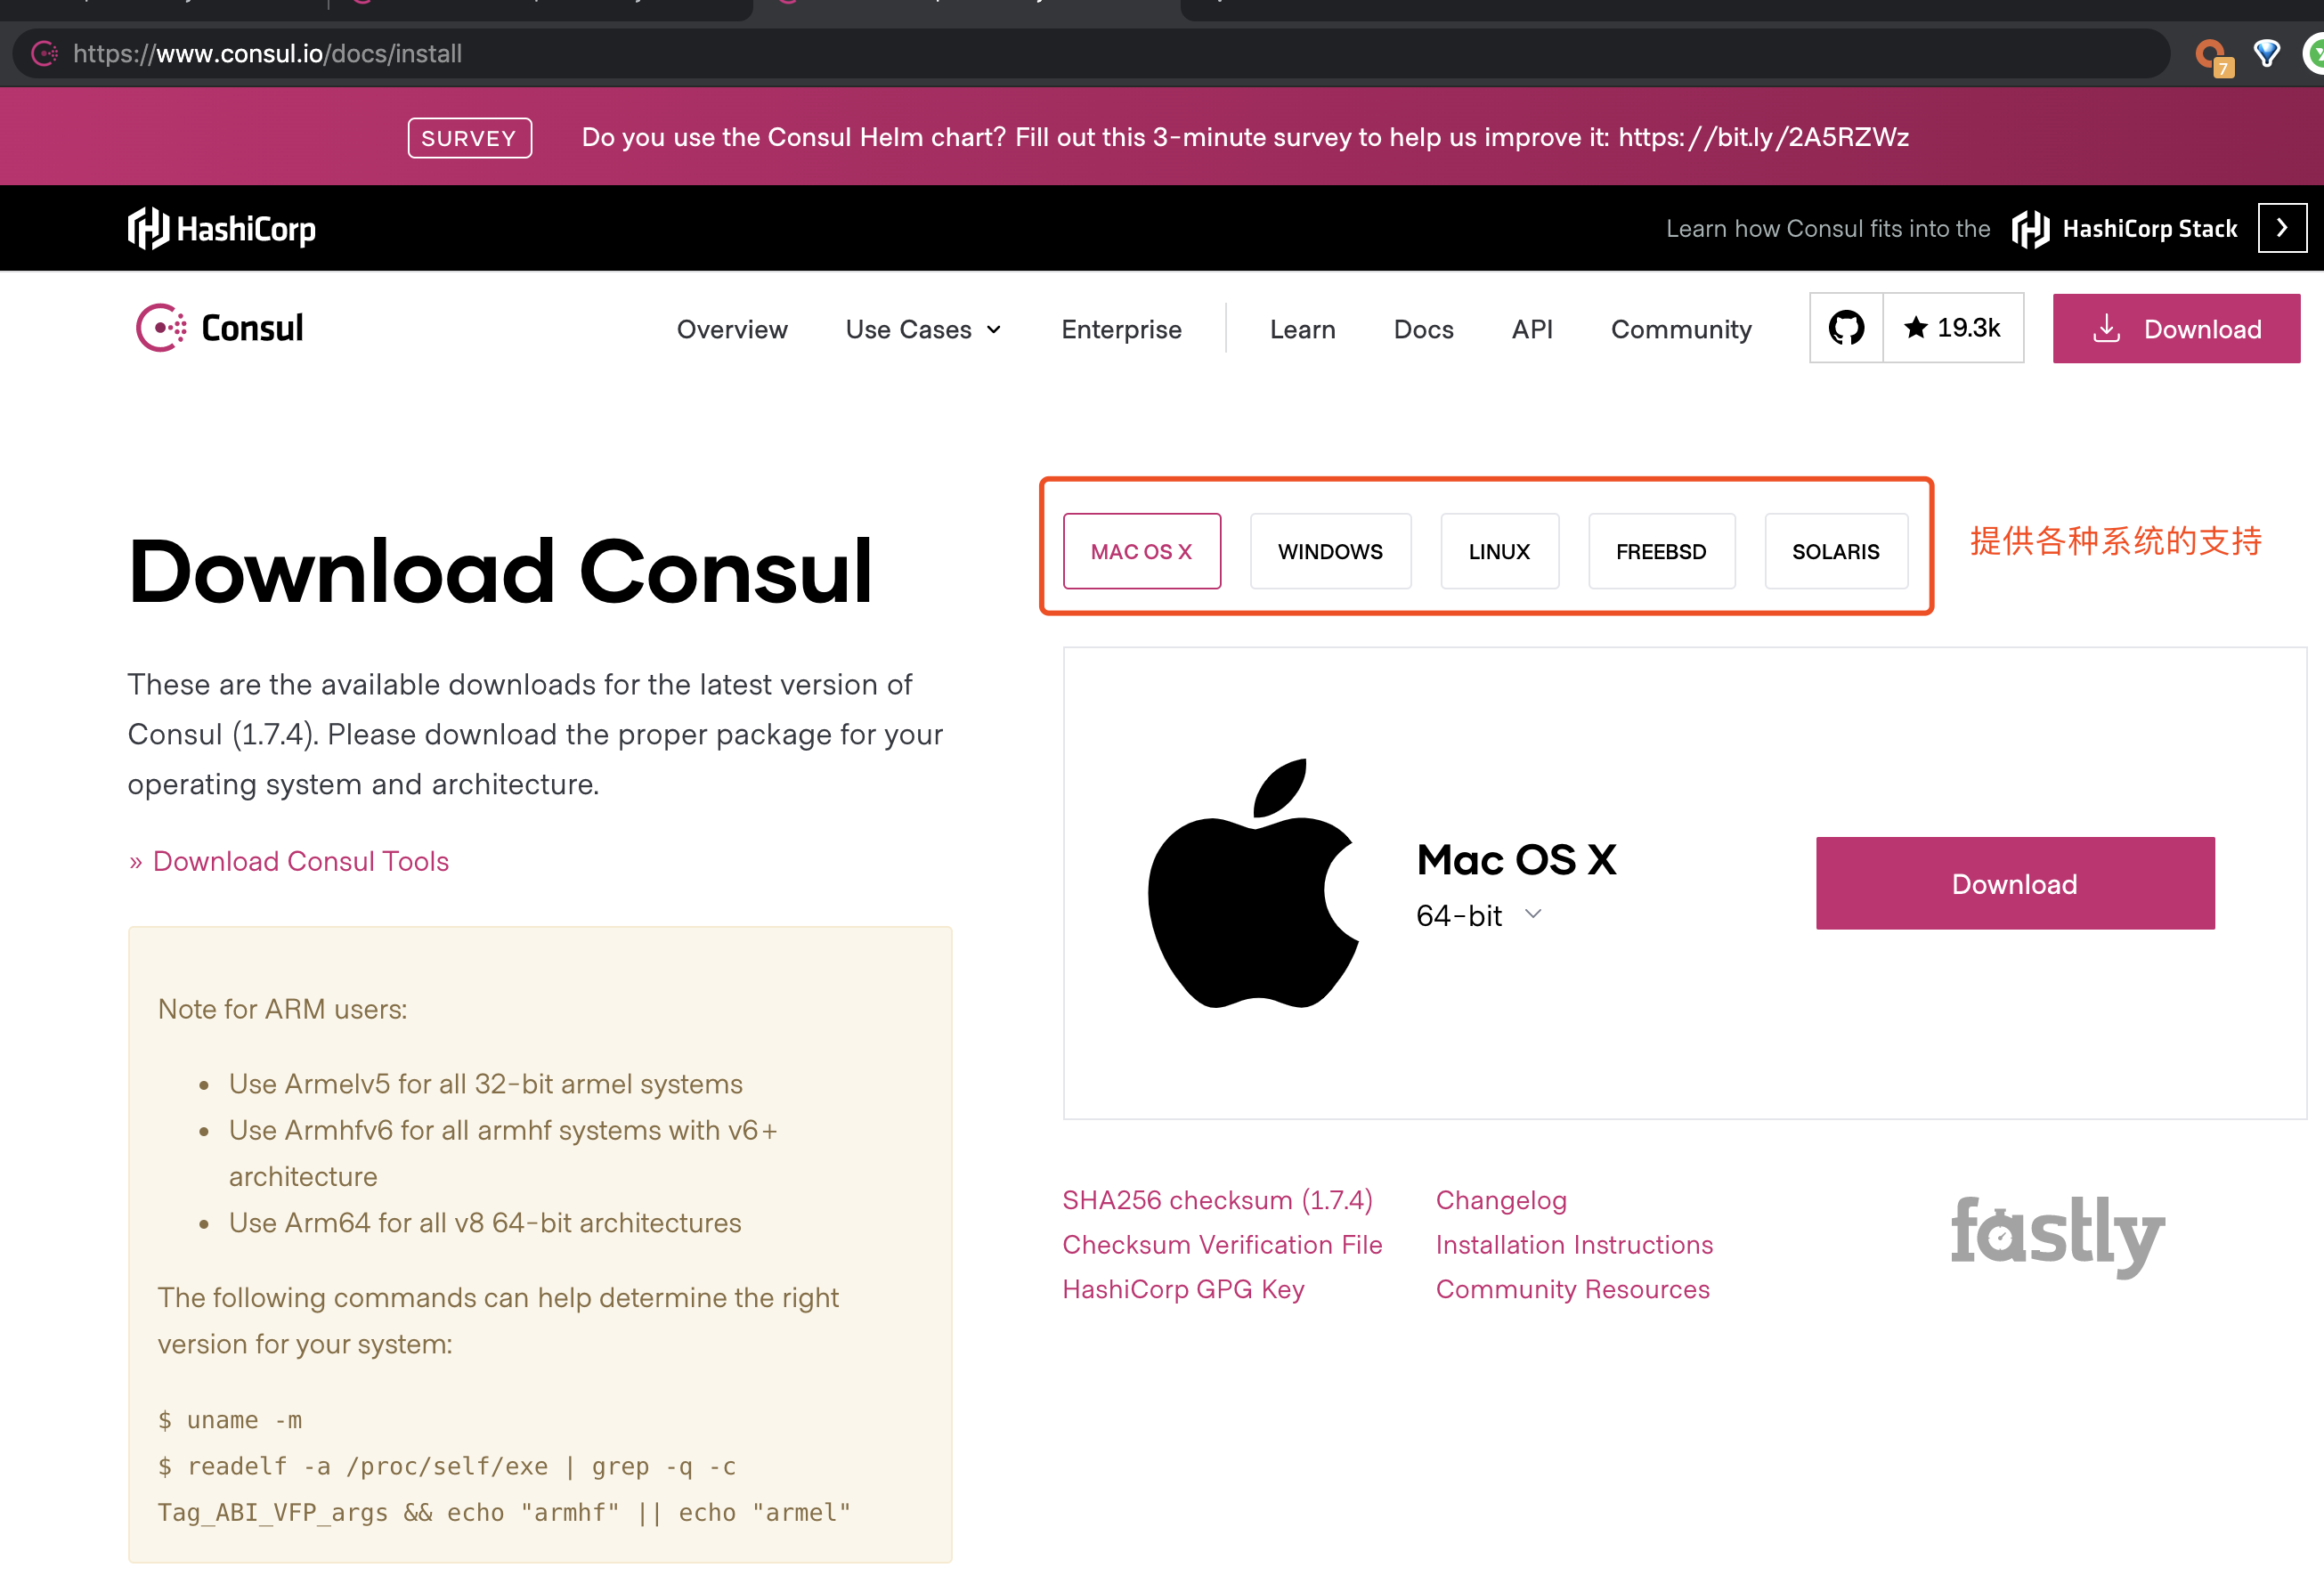 https://www.consul.io/docs/install
7
SURVEY
Do you use the Consul Helm chart? Fill out this 3-minute survey to help us improve it: https://bit.ly/2A5RZWz
HashiCorp
Learn how Consul fits into the HashiCorp Stack
Consul
Overview Use Cases Enterprise Learn Docs API Community 19.3k Download
MAC OS X WINDOWS LINUX FREEBSD SOLARIS
提供各种系统的支持
Download Consul
These are the available downloads for the latest version of
Consul (1.7.4). Please download the proper package for your
operating system and architecture.
» Download Consul Tools
Mac OS X
64-bit
Download
Note for ARM users:
• Use Armelv5 for all 32-bit armel systems
• Use Armhfv6 for all armhf systems with v6+
architecture
• Use Arm64 for all v8 64-bit architectures
The following commands can help determine the right
version for your system:
$ uname -m
$ readelf -a /proc/self/exe | grep -q -c
Tag_ABI_VFP_args && echo "armhf" || echo "armel"
SHA256 checksum (1.7.4)
Checksum Verification File
HashiCorp GPG Key
Changelog
Installation Instructions
Community Resources
fastly